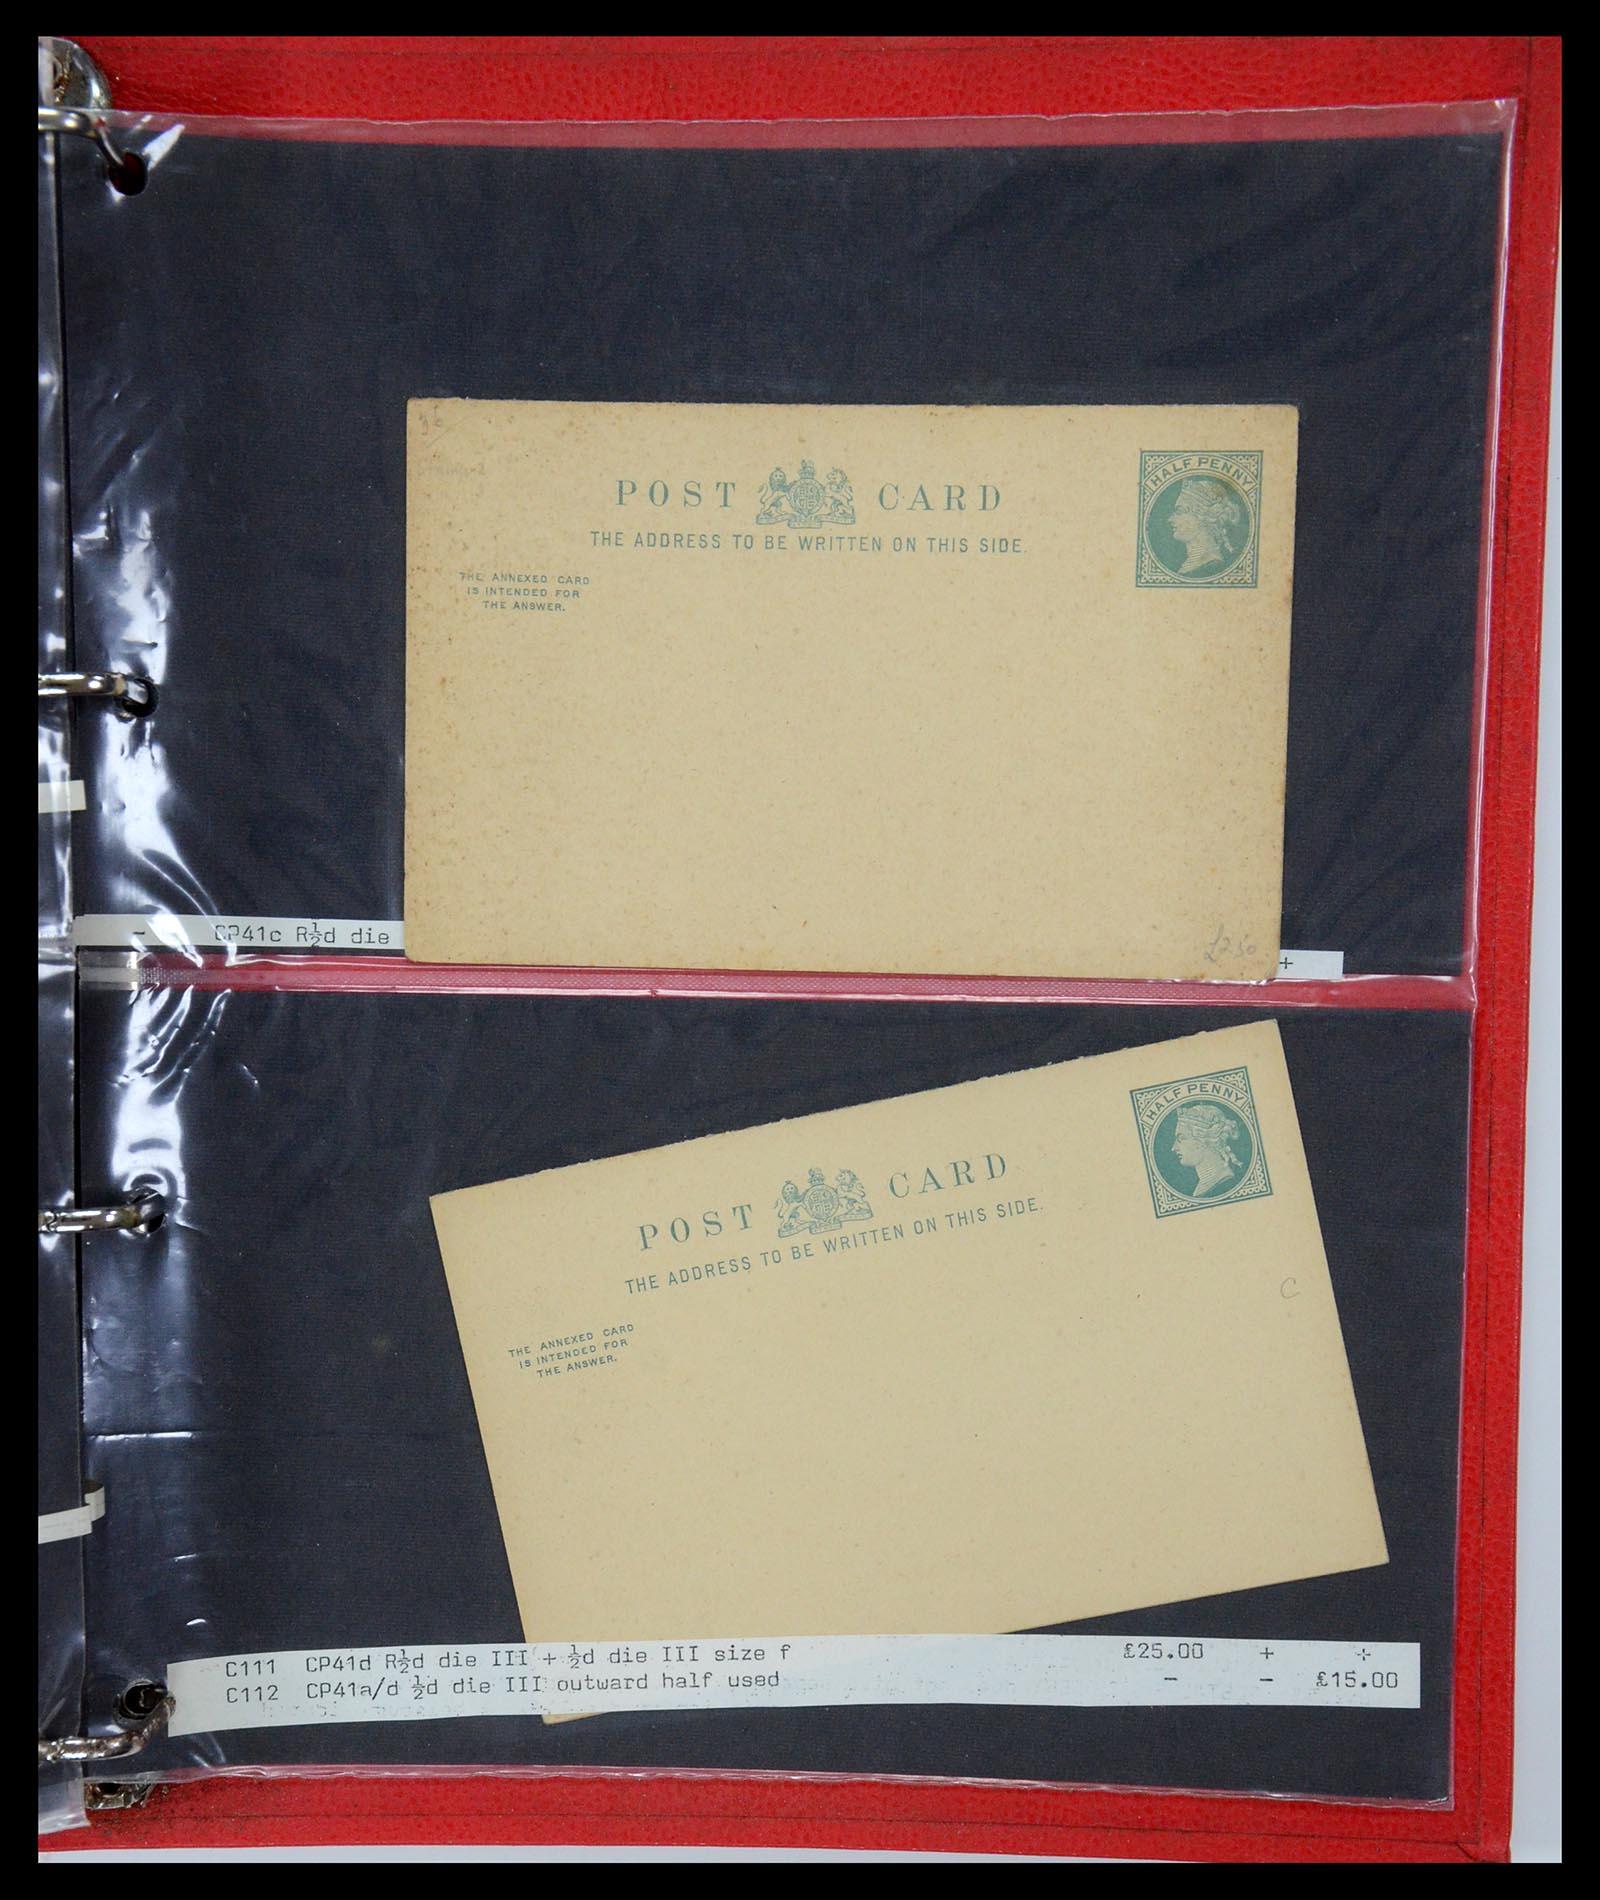 HALF PENNY
POST CARD
THE ADDRESS TO BE WRITTEN ON THIS SIDE.
THE ANNEXED CARD
IS INTENDED FOR
THE ANSWER.
£2.50
- CP41c R½d die +
HALF PENNY
POST CARD
THE ADDRESS TO BE WRITTEN ON THIS SIDE.
C
THE ANNEXED CARD
IS INTENDED FOR
THE ANSWER.
C111 CP41d R½d die III + ½d die III size f £25.00 + +
C112 CP41a/d ½d die III outward half used - - £15.00